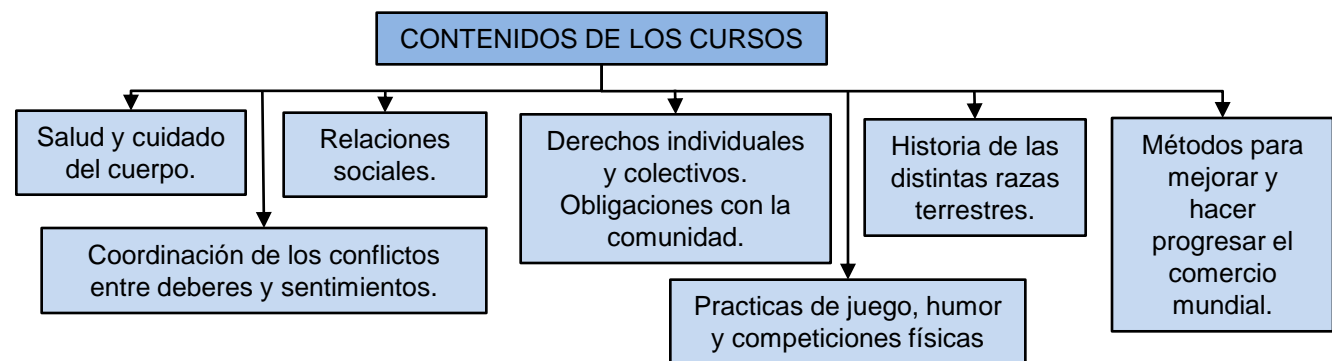 CONTENIDOS DE LOS CURSOS
Salud y cuidado
del cuerpo.
Coordinación de los conflictos
entre deberes y sentimientos.
Relaciones
sociales.
Derechos individuales
y colectivos.
Obligaciones con la
comunidad.
Practicas de juego, humor
y competiciones físicas
Historia de las
distintas razas
terrestres.
Métodos para
mejorar y
hacer
progresar el
comercio
mundial.